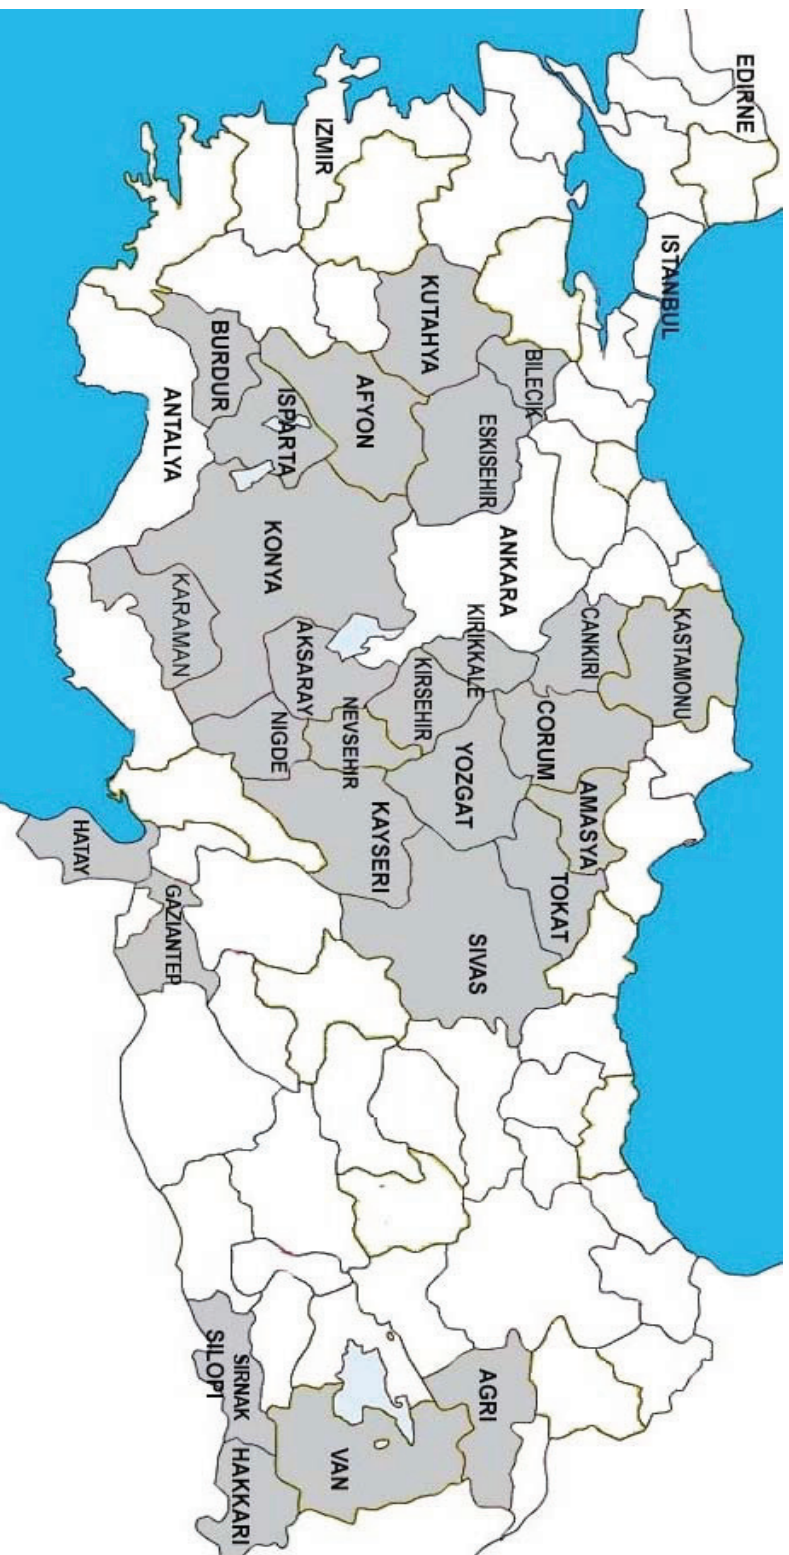 EDIRNE
ISTANBUL
IZMIR
KUTAHYA
BILECIK
BURDUR
ISPARTA
AFYON
ESKISEHIR
ANTALYA
KONYA
ANKARA
KARAMAN
AKSARAY
KIRIKKALE
KIRSEHIR
CANKIRI
KASTAMONU
NEVSEHIR
NIGDE
CORUM
YOZGAT
AMASYA
KAYSERI
TOKAT
SIVAS
HATAY
GAZIANTEP
AGRI
SILOPI
SIRNAK
VAN
HAKKARI